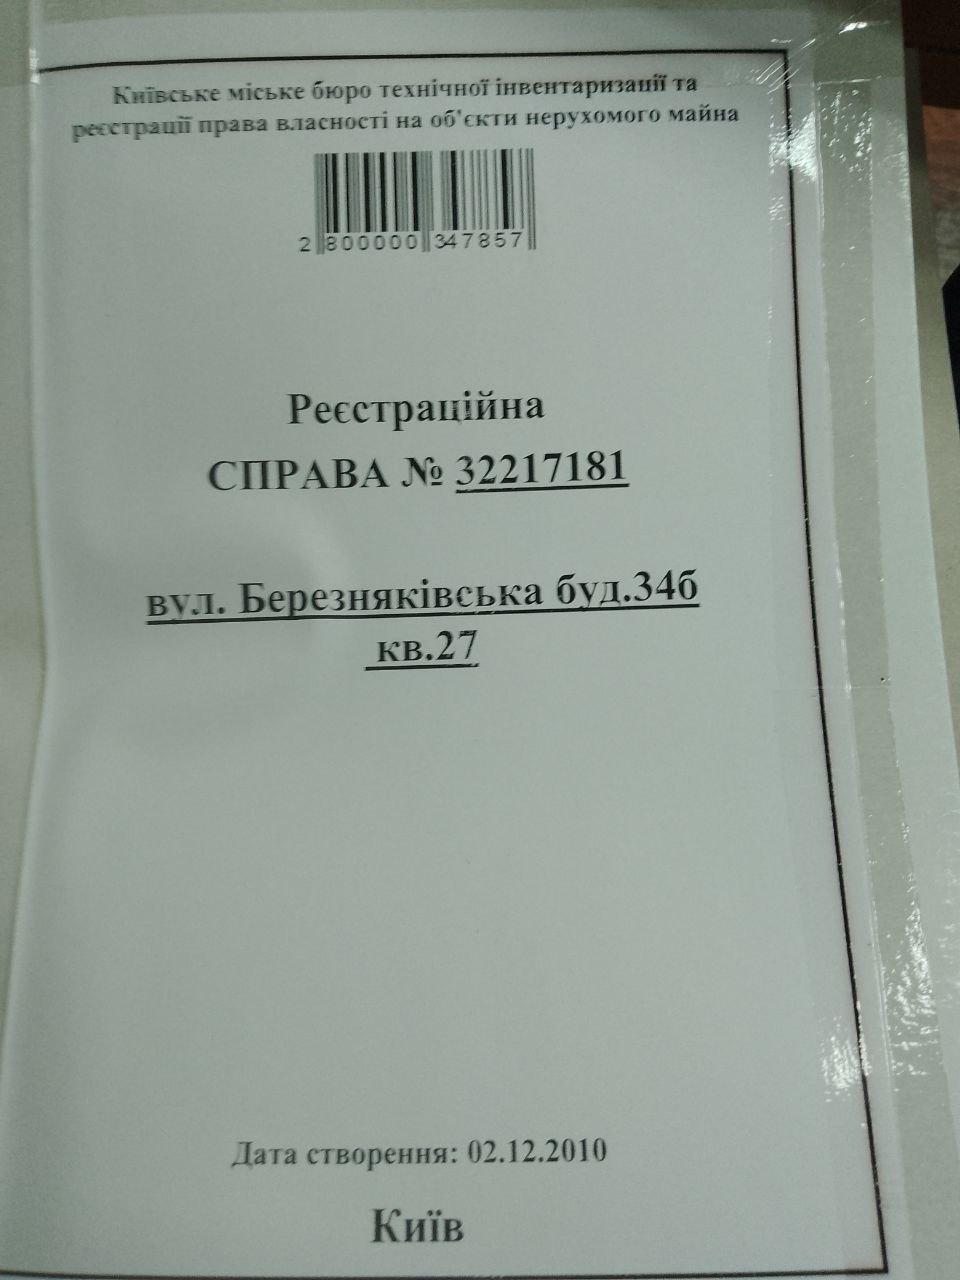 Київське міське бюро технічної інвентаризації та
реєстрації права власності на об'єкти нерухомого майна
2 800000 347857
Реєстраційна
СПРАВА № 32217181
вул. Березняківська буд.34б
кв.27
Дата створення: 02.12.2010
Київ